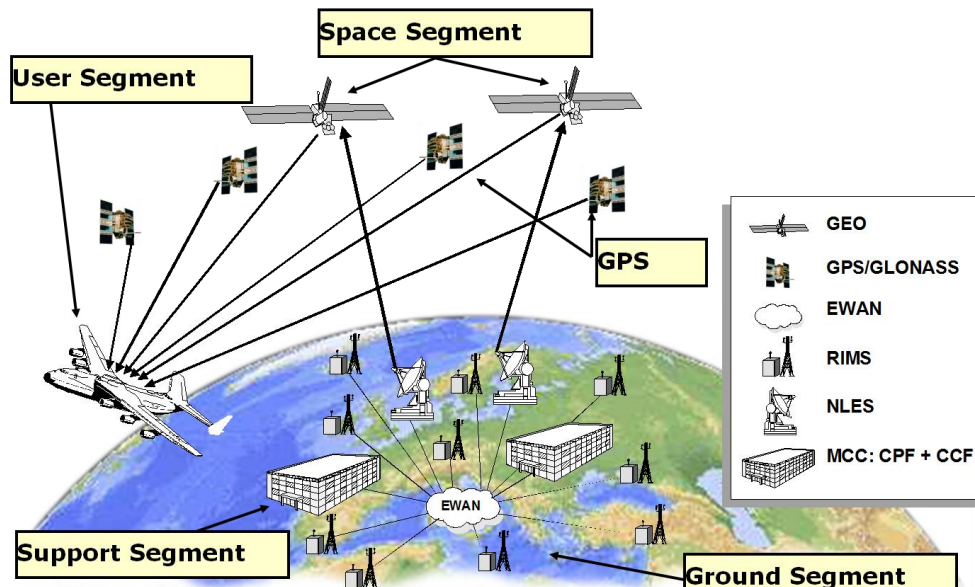 Space Segment
User Segment
GPS
GEO
GPS/GLONASS
EWAN
RIMS
NLES
MCC: CPF + CCF
EWAN
Support Segment
Ground Segment